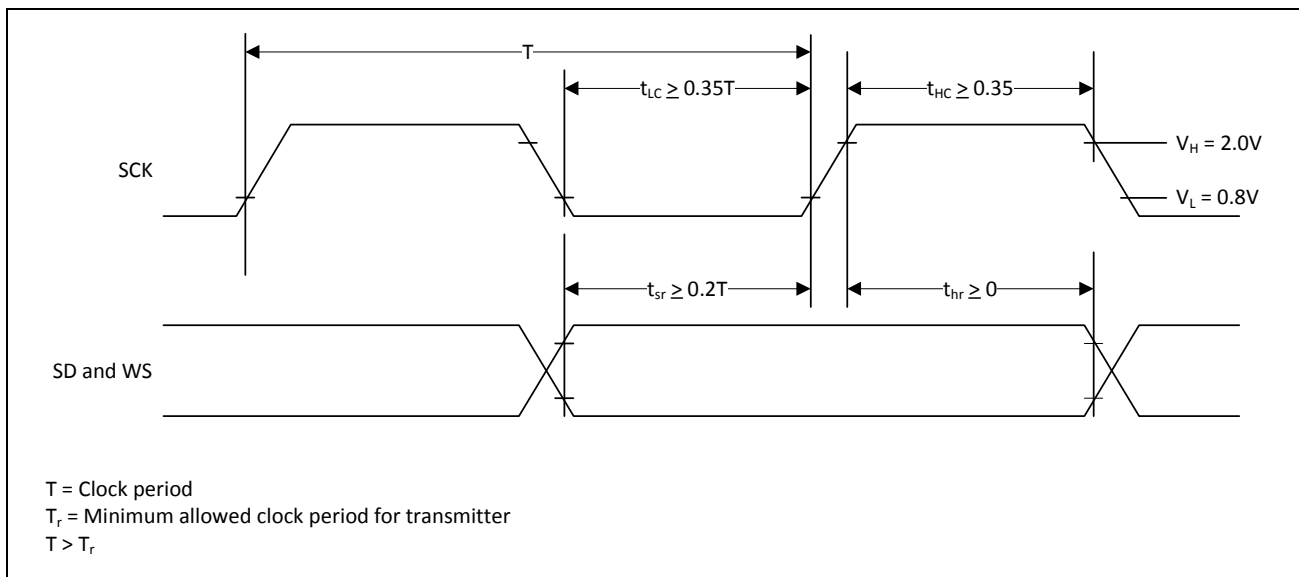 T
t_LC ≥ 0.35T
t_HC ≥ 0.35
SCK
V_H = 2.0V
V_L = 0.8V
t_sr ≥ 0.2T
t_hr ≥ 0
SD and WS
T = Clock period
T_r = Minimum allowed clock period for transmitter
T > T_r